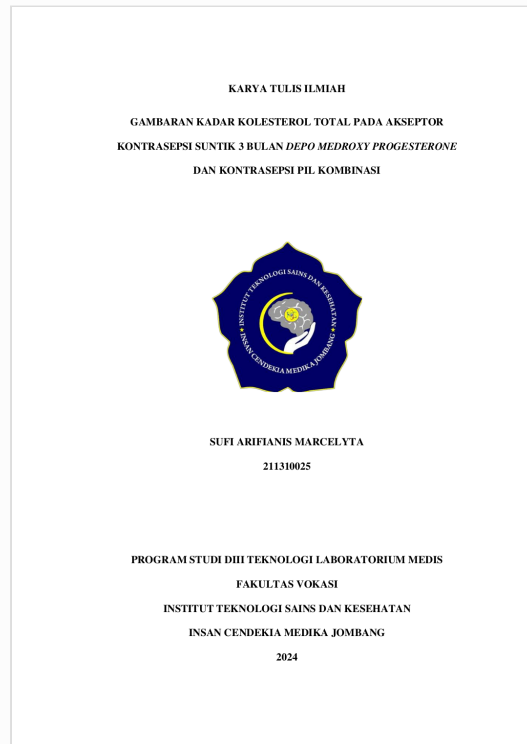 KARYA TULIS ILMIAH
GAMBARAN KADAR KOLESTEROL TOTAL PADA AKSEPTOR
KONTRASEPSI SUNTIK 3 BULAN DEPO MEDROXY PROGESTERONE
DAN KONTRASEPSI PIL KOMBINASI
INSTITUT TEKNOLOGI SAINS DAN KESEHATAN
INSAN CENDEKIA MEDIKA JOMBANG
SUFI ARIFIANIS MARCELYTA
211310025
PROGRAM STUDI DIII TEKNOLOGI LABORATORIUM MEDIS
FAKULTAS VOKASI
INSTITUT TEKNOLOGI SAINS DAN KESEHATAN
INSAN CENDEKIA MEDIKA JOMBANG
2024